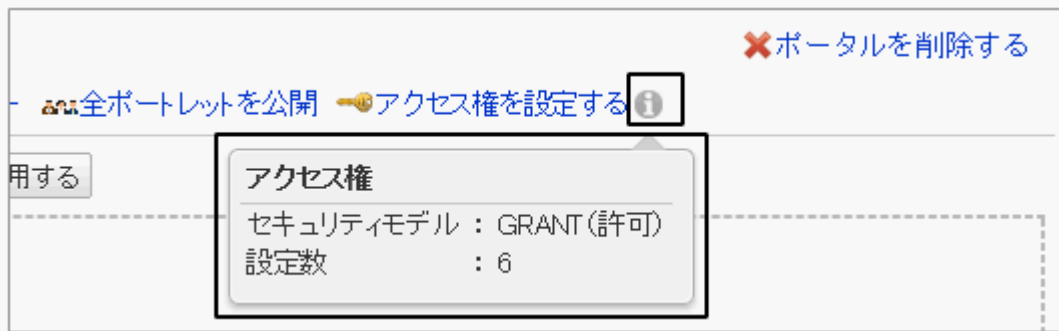 ポータルを削除する
全ポートレットを公開 アクセス権を設定する
用する
アクセス権
セキュリティモデル : GRANT(許可)
設定数 : 6